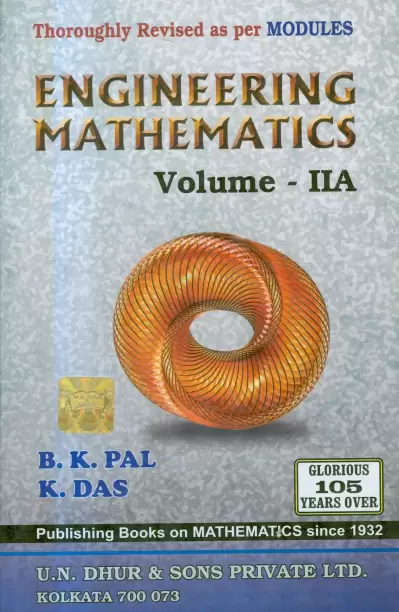 Thoroughly Revised as per MODULES
ENGINEERING
MATHEMATICS
Volume - IIA
B. K. PAL
K. DAS
GLORIOUS
105
YEARS OVER
Publishing Books on MATHEMATICS since 1932
U.N. DHUR & SONS PRIVATE LTD.
KOLKATA 700 073